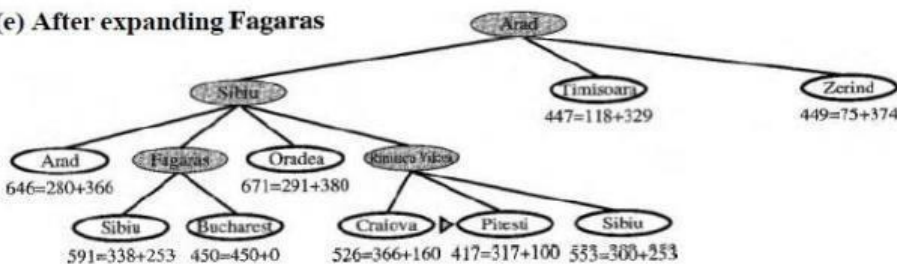 (e) After expanding Fagaras
Arad
Sibiu
Timisoara
Zerind
447=118+329
449=75+374
Arad
Fagaras
Oradea
Rimnicu Vilcea
646=280+366
671=291+380
Sibiu
Bucharest
Craiova
Pitesti
Sibiu
591=338+253
450=450+0
526=366+160
417=317+100
553=300+253